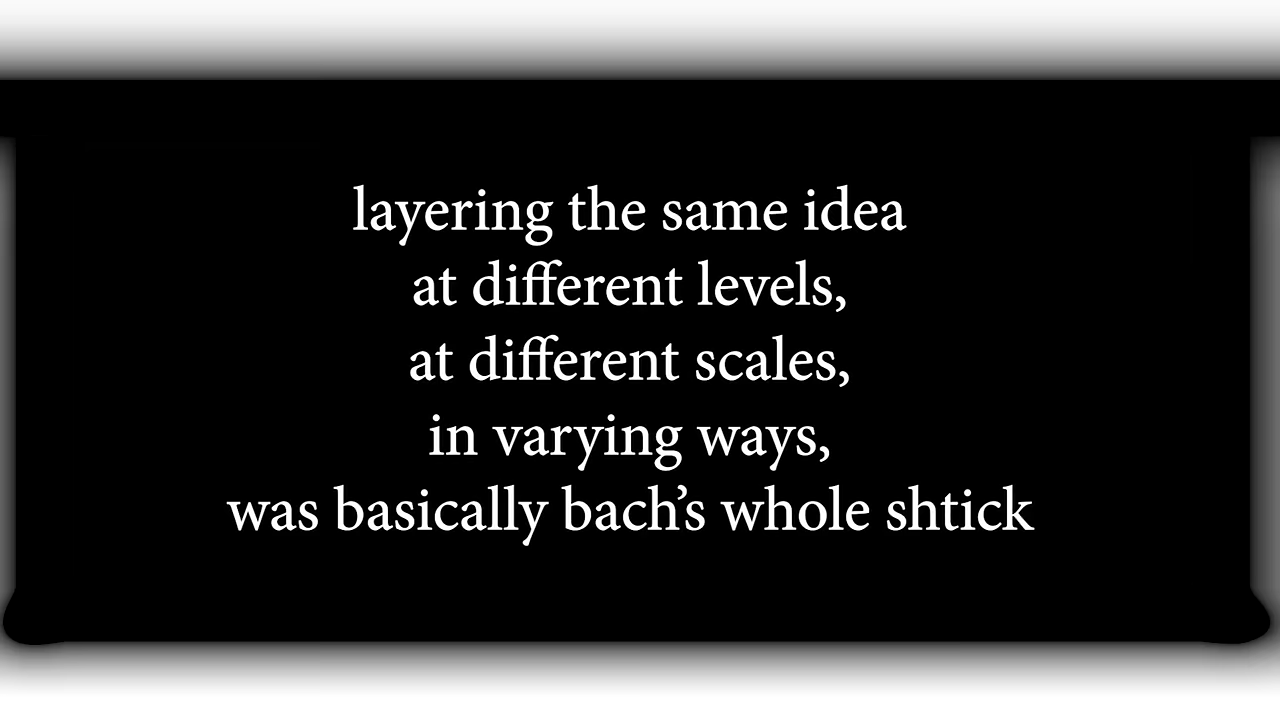 layering the same idea
at different levels,
at different scales,
in varying ways,
was basically bach’s whole shtick